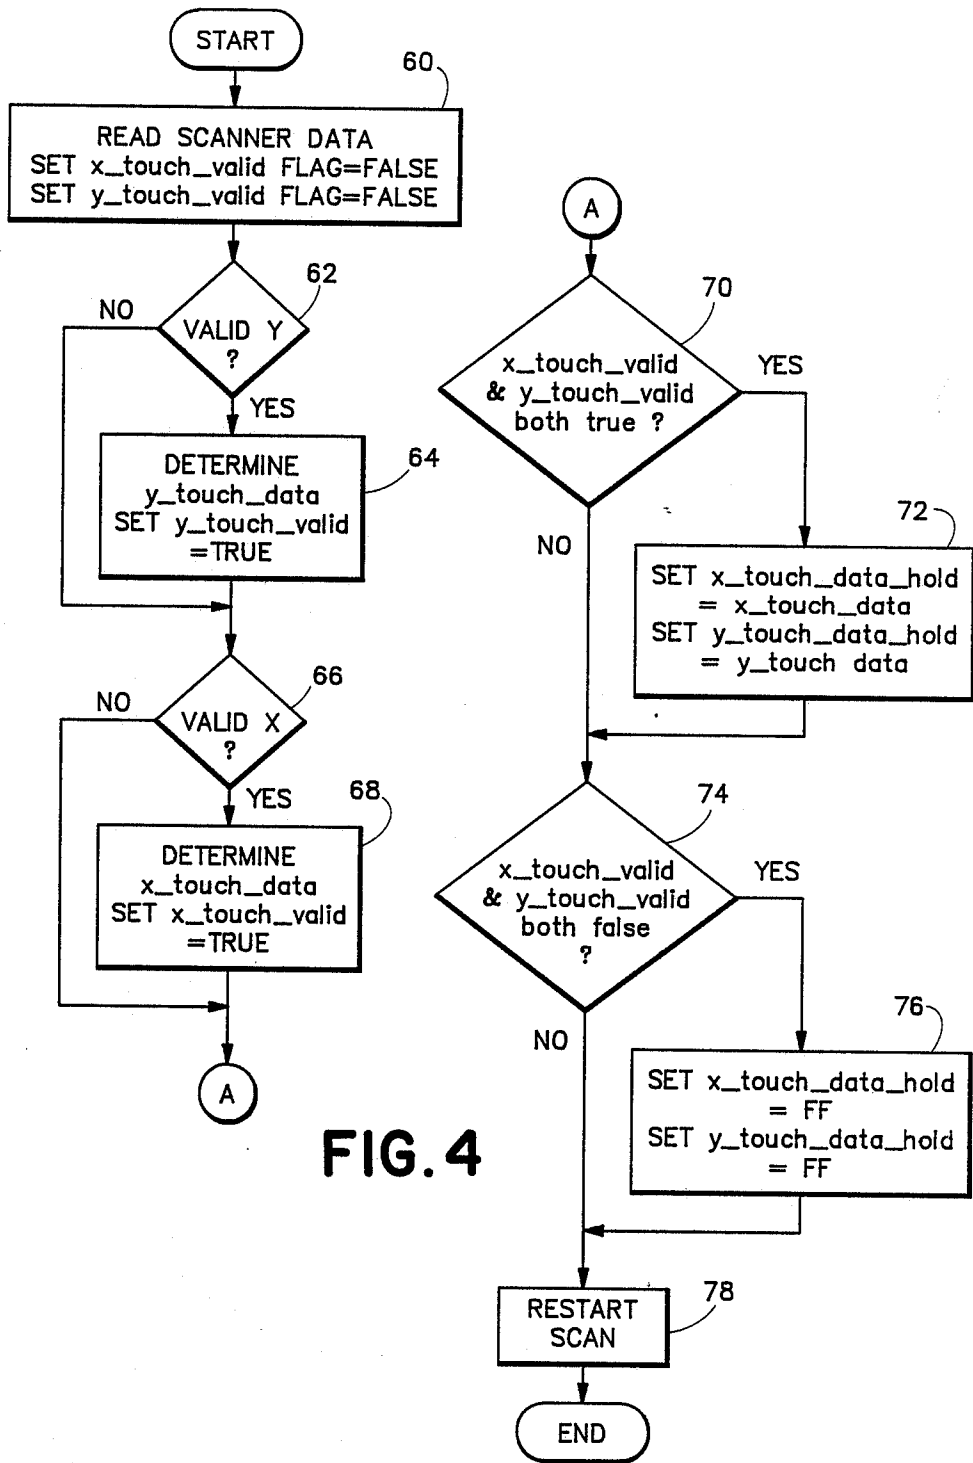 START
60
READ SCANNER DATA
SET x_touch_valid FLAG=FALSE
SET y_touch_valid FLAG=FALSE
62
NO
VALID Y
?
YES
64
DETERMINE
y_touch_data
SET y_touch_valid
=TRUE
66
NO
VALID X
?
YES
68
DETERMINE
x_touch_data
SET x_touch_valid
=TRUE
A
A
70
x_touch_valid
& y_touch_valid
both true ?
YES
NO
72
SET x_touch_data_hold
= x_touch_data
SET y_touch_data_hold
= y_touch data
74
x_touch_valid
& y_touch_valid
both false
?
YES
NO
76
SET x_touch_data_hold
= FF
SET y_touch_data_hold
= FF
78
RESTART
SCAN
END
FIG. 4